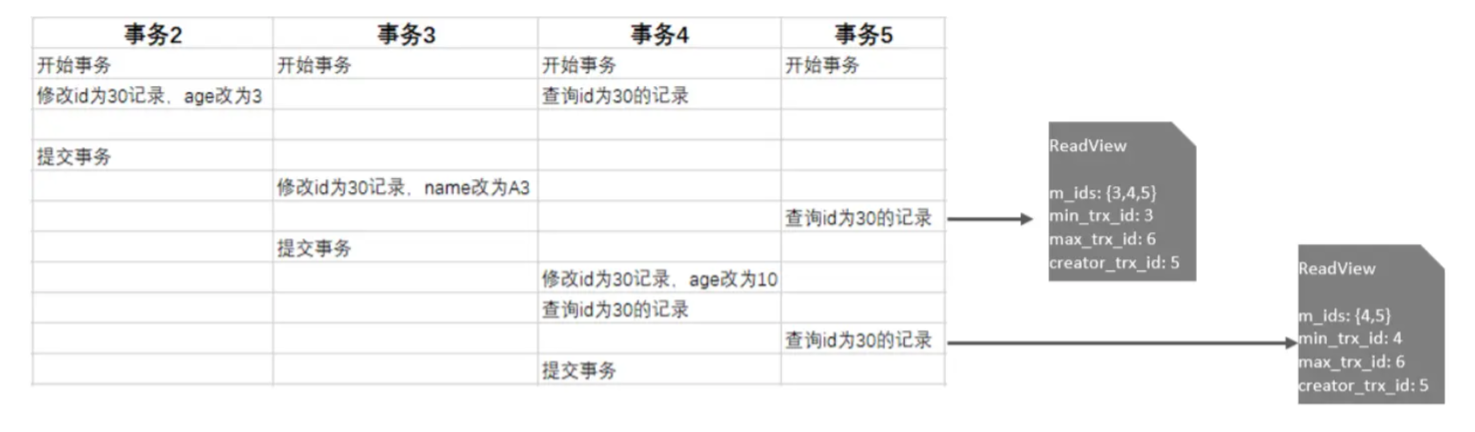 事务2 事务3 事务4 事务5
开始事务 开始事务 开始事务 开始事务
修改id为30记录，age改为3 查询id为30的记录
提交事务
修改id为30记录，name改为A3
查询id为30的记录
提交事务
修改id为30记录，age改为10
查询id为30的记录
查询id为30的记录
提交事务
ReadView
m_ids: {3,4,5}
min_trx_id: 3
max_trx_id: 6
creator_trx_id: 5
ReadView
m_ids: {4,5}
min_trx_id: 4
max_trx_id: 6
creator_trx_id: 5